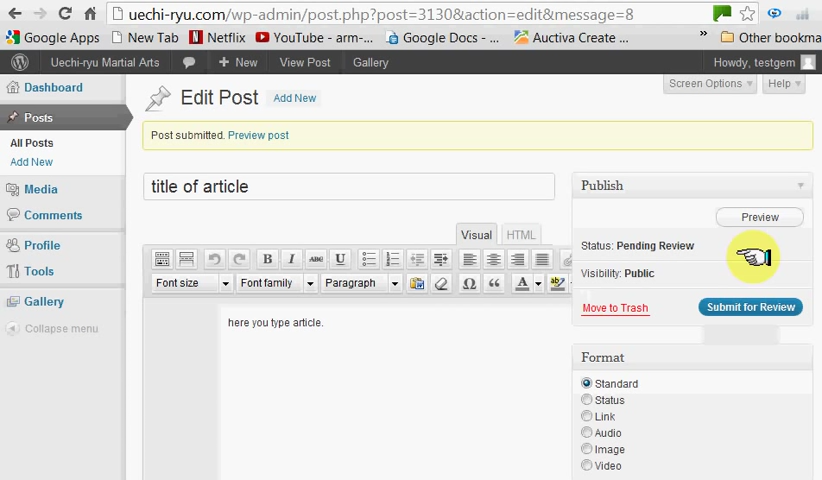 uechi-ryu.com/wp-admin/post.php?post=3130&action=edit&message=8
Google Apps New Tab Netflix YouTube - arm-... Google Docs - ... Auctiva Create ... » Other bookma
Uechi-ryu Martial Arts + New View Post Gallery Howdy, testgem
Dashboard
Posts
All Posts
Add New
Media
Comments
Profile
Tools
Gallery
Collapse menu
Screen Options Help
Edit Post Add New
Post submitted. Preview post
title of article
Visual HTML
B I ABC U
Font size Font family Paragraph Ω A ab
here you type article.
Publish
Preview
Status: Pending Review
Visibility: Public
Move to Trash Submit for Review
Format
Standard
Status
Link
Audio
Image
Video